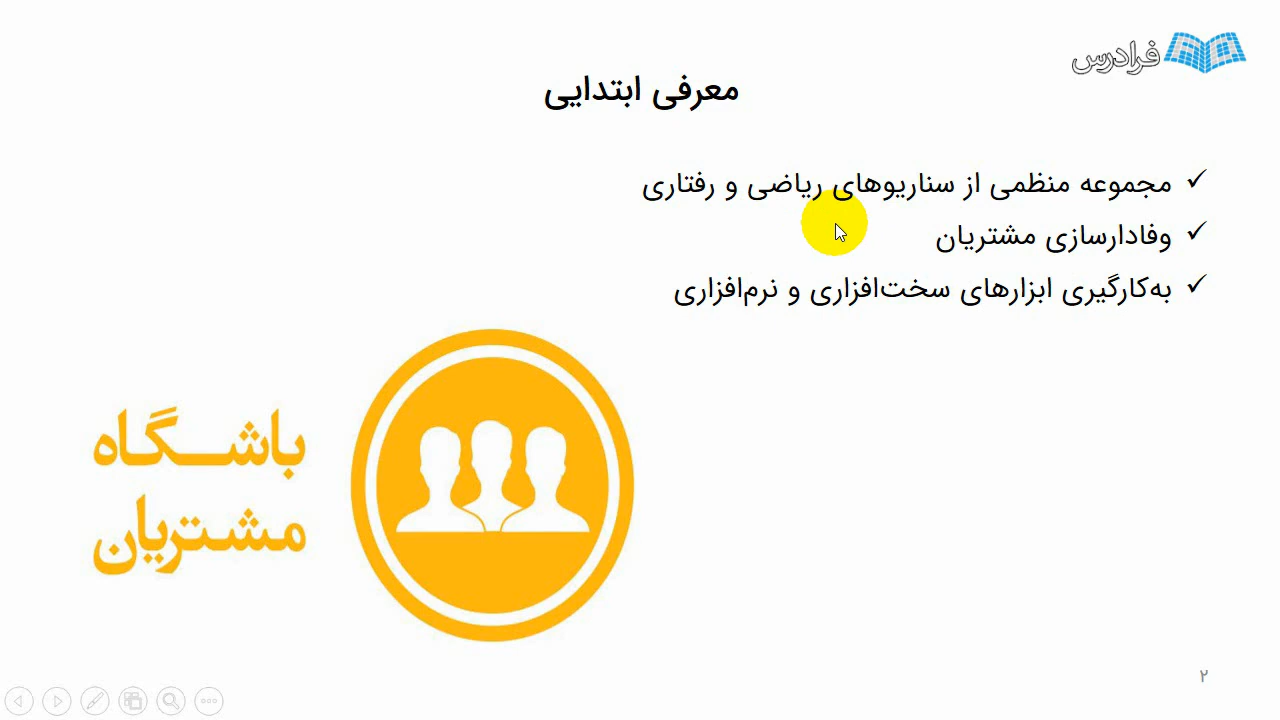 فرادرس
معرفی ابتدایی
مجموعه منظمی از سناریوهای ریاضی و رفتاری
وفادارسازی مشتریان
به‌کارگیری ابزارهای سخت‌افزاری و نرم‌افزاری
باشگاه
مشتریان
۲